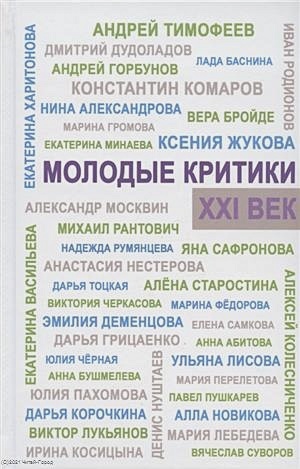 АНДРЕЙ ТИМОФЕЕВ
ДМИТРИЙ ДУДОЛАДОВ
ЛАДА БАСНИНА
АНДРЕЙ ГОРБУНОВ
КОНСТАНТИН КОМАРОВ
НИНА АЛЕКСАНДРОВА
ВЕРА БРОЙДЕ
МАРИНА ГРОМОВА
ЕКАТЕРИНА МИНАЕВА
КСЕНИЯ ЖУКОВА
ЕКАТЕРИНА ХАРИТОНОВА
ИВАН РОДИОНОВ
МОЛОДЫЕ КРИТИКИ
XXI ВЕК
АЛЕКСАНДР МОСКВИН
МИХАИЛ РАНТОВИЧ
НАДЕЖДА РУМЯНЦЕВА
ЯНА САФРОНОВА
АНАСТАСИЯ НЕСТЕРОВА
ДАРЬЯ ТОЦКАЯ
АЛЁНА СТАРОСТИНА
ВИКТОРИЯ ЧЕРКАСОВА
МАРИНА ФЁДОРОВА
ЭМИЛИЯ ДЕМЕНЦОВА
ЕЛЕНА САМКОВА
ЕКАТЕРИНА ВАСИЛЬЕВА
АЛЕКСЕЙ КОЛЕСНИЧЕНКО
ДАРЬЯ ГРИЦАЕНКО
АННА АБИТОВА
ЮЛИЯ ЧЁРНАЯ
УЛЬЯНА ЛИСОВА
АННА БУШМЕЛЕВА
МАРИЯ ПЕРЕЛЕТОВА
ЮЛИЯ ПАХОМОВА
ДЕНИС НУШТАЕВ
ПАВЕЛ ПУШКАРЕВ
ДАРЬЯ КОРОЧКИНА
АЛЛА НОВИКОВА
ВИКТОР ЛУКЬЯНОВ
МАРИЯ ЛЕБЕДЕВА
ИРИНА КОСИЦЫНА
ВЯЧЕСЛАВ СУВОРОВ
(C)2021 Читай-Город